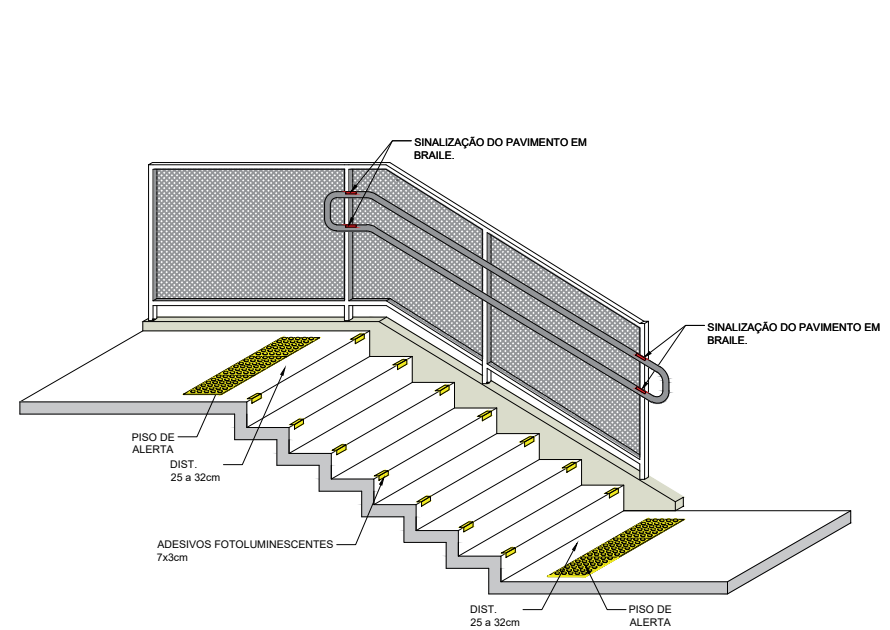 SINALIZAÇÃO DO PAVIMENTO EM
BRAILE.
SINALIZAÇÃO DO PAVIMENTO EM
BRAILE.
PISO DE
ALERTA
DIST.
25 a 32cm
ADESIVOS FOTOLUMINESCENTES
7x3cm
DIST.
25 a 32cm
PISO DE
ALERTA